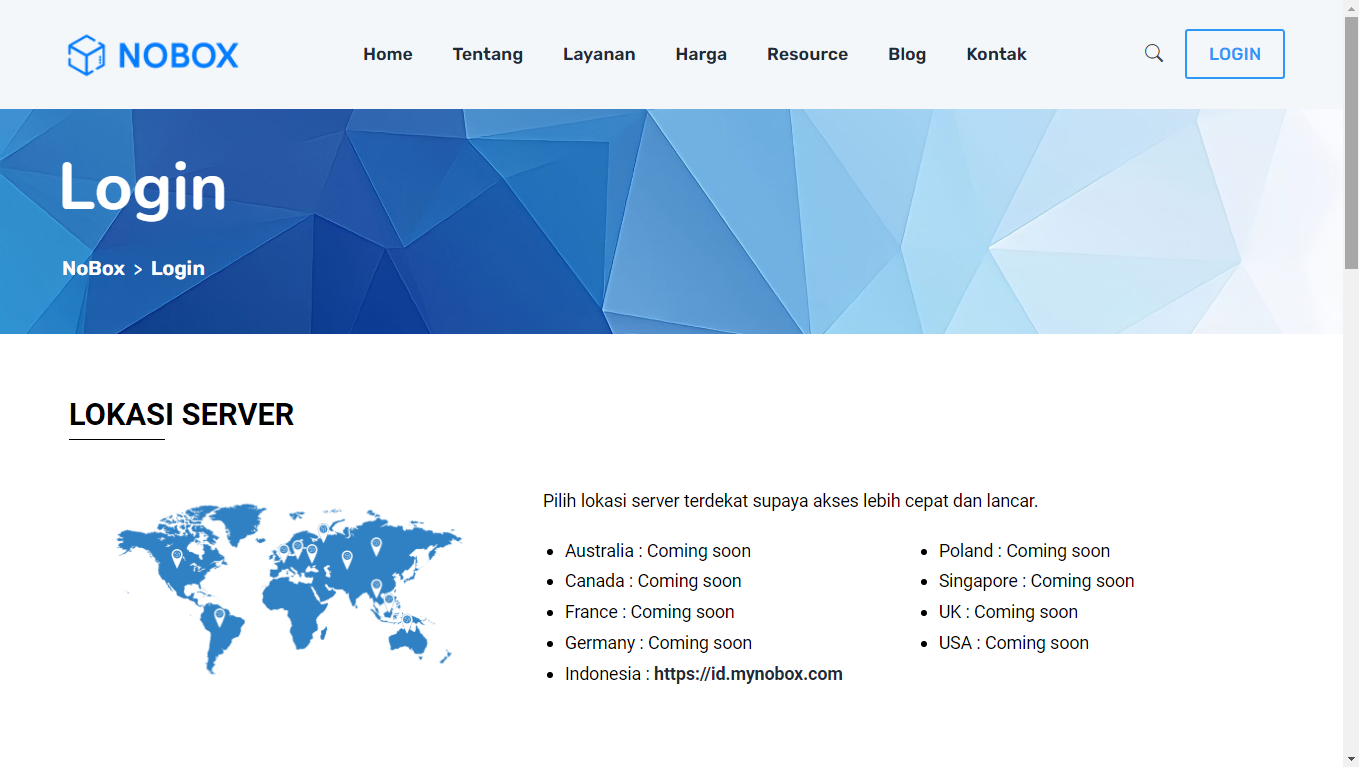 NOBOX
Home Tentang Layanan Harga Resource Blog Kontak LOGIN
Login
NoBox > Login
LOKASI SERVER
Pilih lokasi server terdekat supaya akses lebih cepat dan lancar.
Australia : Coming soon
Canada : Coming soon
France : Coming soon
Germany : Coming soon
Indonesia : https://id.mynobox.com
Poland : Coming soon
Singapore : Coming soon
UK : Coming soon
USA : Coming soon